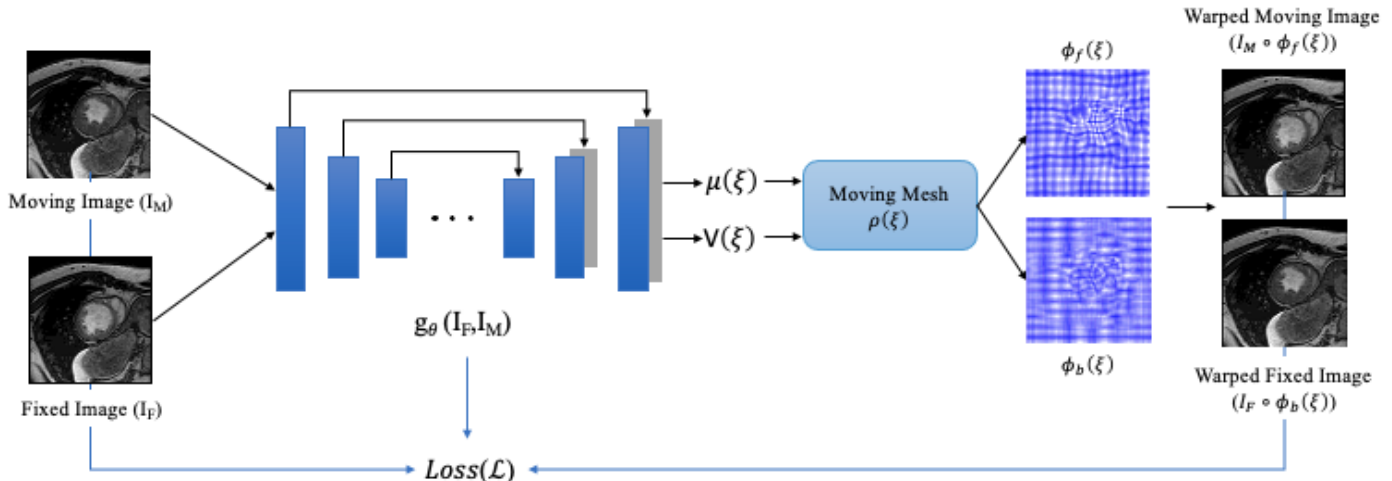 Moving Image (I_M)
Fixed Image (I_F)
g_θ (I_F,I_M)
Loss(ℒ)
μ(ξ)
V(ξ)
Moving Mesh
ρ(ξ)
ϕ_f(ξ)
ϕ_b(ξ)
Warped Moving Image
(I_M ∘ ϕ_f(ξ))
Warped Fixed Image
(I_F ∘ ϕ_b(ξ))